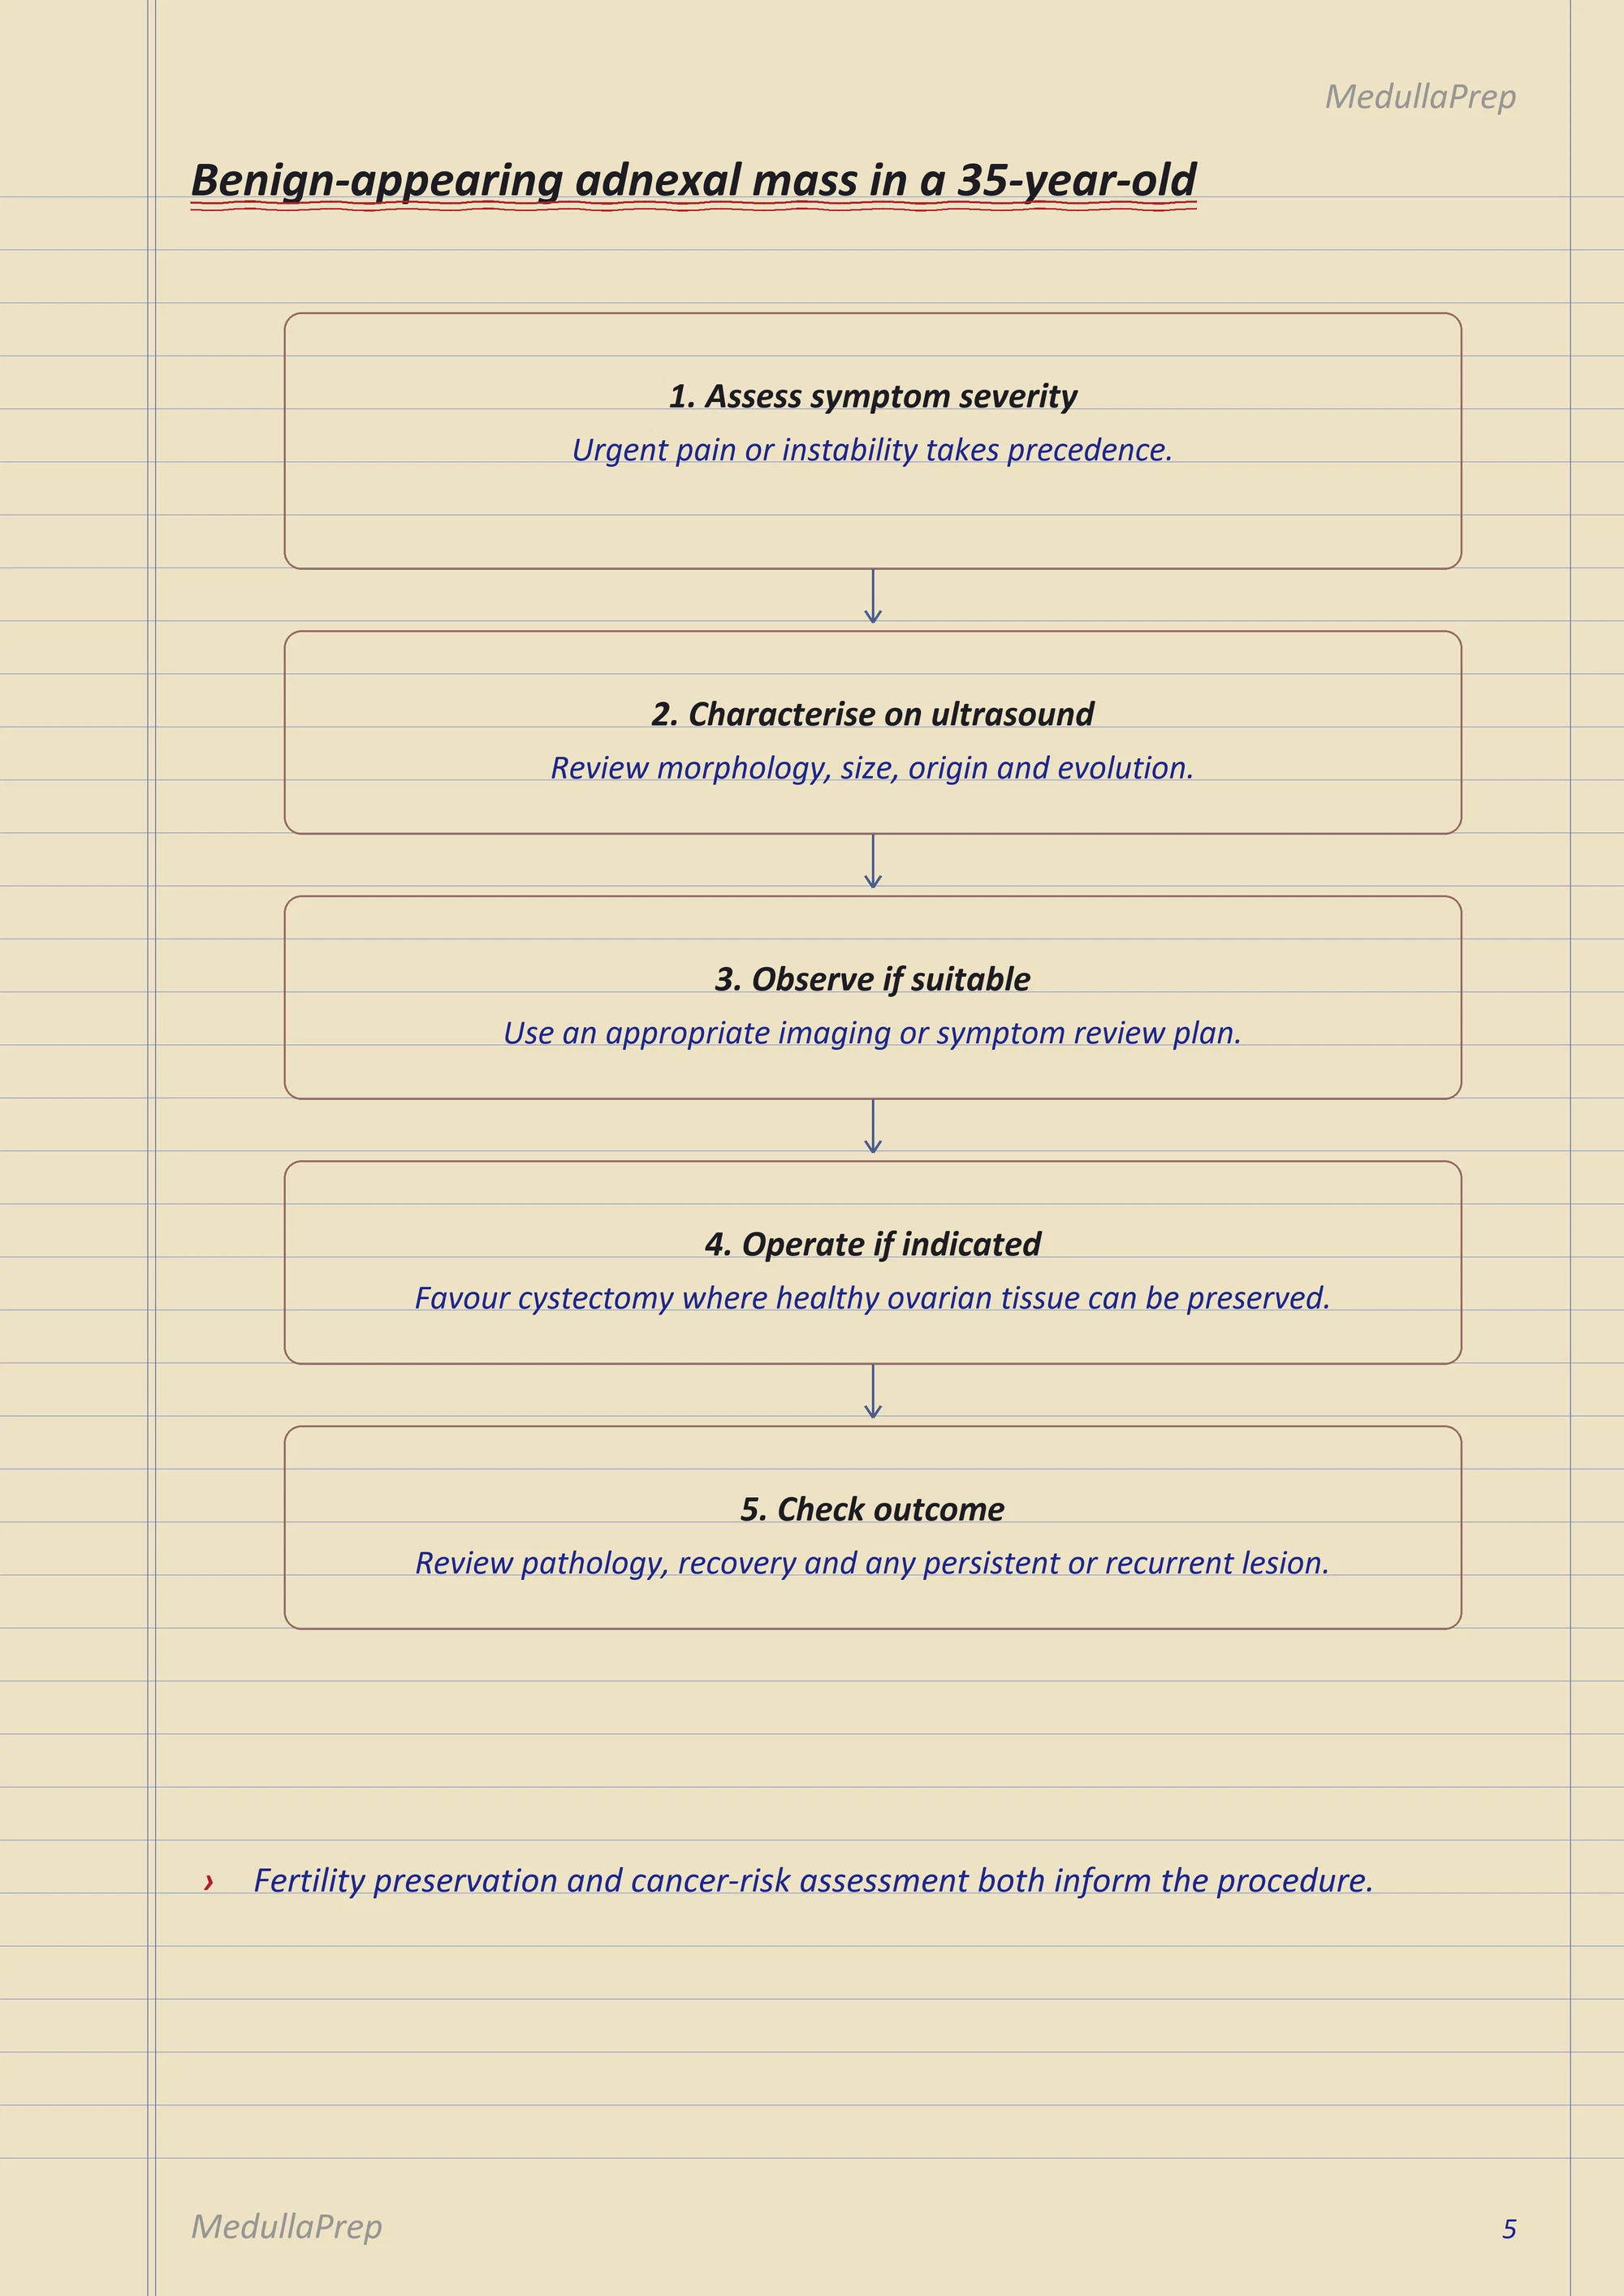 MedullaPrep
Benign-appearing adnexal mass in a 35-year-old
1. Assess symptom severity
Urgent pain or instability takes precedence.
2. Characterise on ultrasound
Review morphology, size, origin and evolution.
3. Observe if suitable
Use an appropriate imaging or symptom review plan.
4. Operate if indicated
Favour cystectomy where healthy ovarian tissue can be preserved.
5. Check outcome
Review pathology, recovery and any persistent or recurrent lesion.
› Fertility preservation and cancer-risk assessment both inform the procedure.
MedullaPrep
5